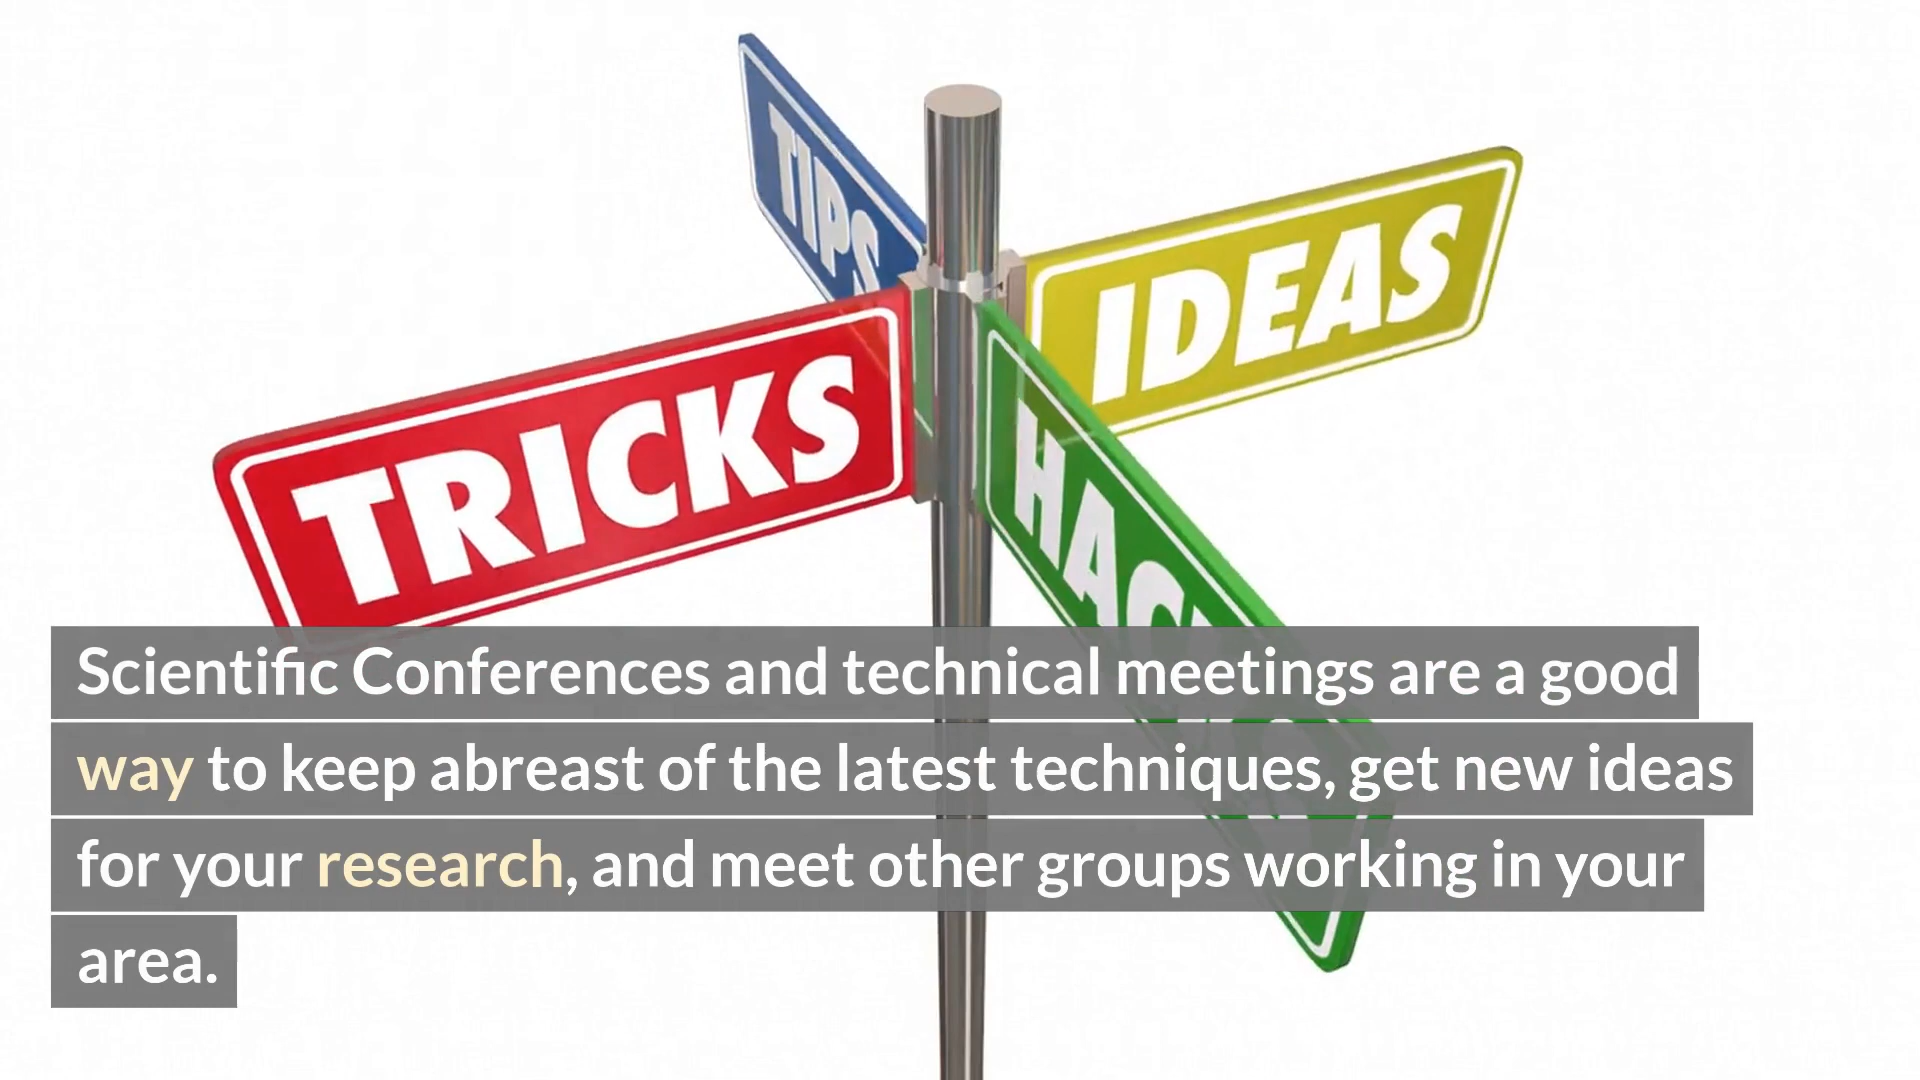 TIPS
IDEAS
TRICKS
Scientific Conferences and technical meetings are a good
way to keep abreast of the latest techniques, get new ideas
for your research, and meet other groups working in your
area.